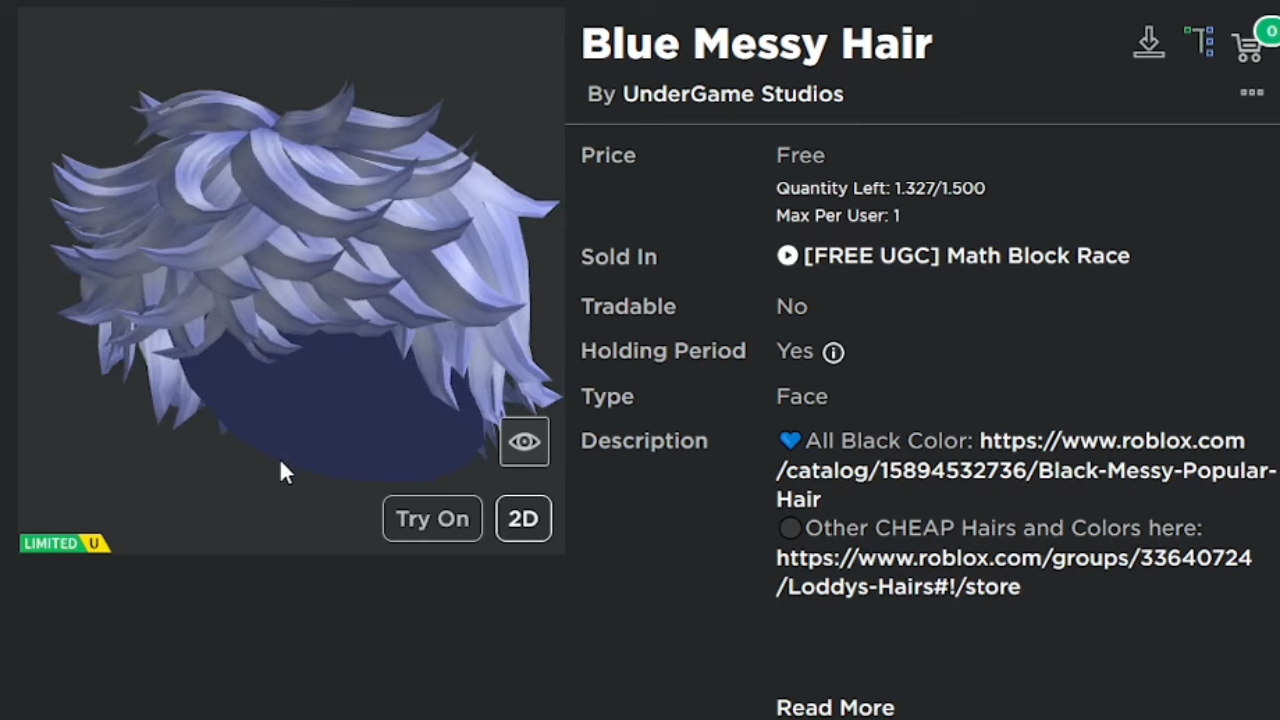 Blue Messy Hair
0
By UnderGame Studios
Price Free
Quantity Left: 1.327/1.500
Max Per User: 1
Sold In [FREE UGC] Math Block Race
Tradable No
Holding Period Yes
Type Face
Description 💙All Black Color: https://www.roblox.com
/catalog/15894532736/Black-Messy-Popular-
Hair
Other CHEAP Hairs and Colors here:
https://www.roblox.com/groups/33640724
/Loddys-Hairs#!/store
Read More
Try On 2D
LIMITED U